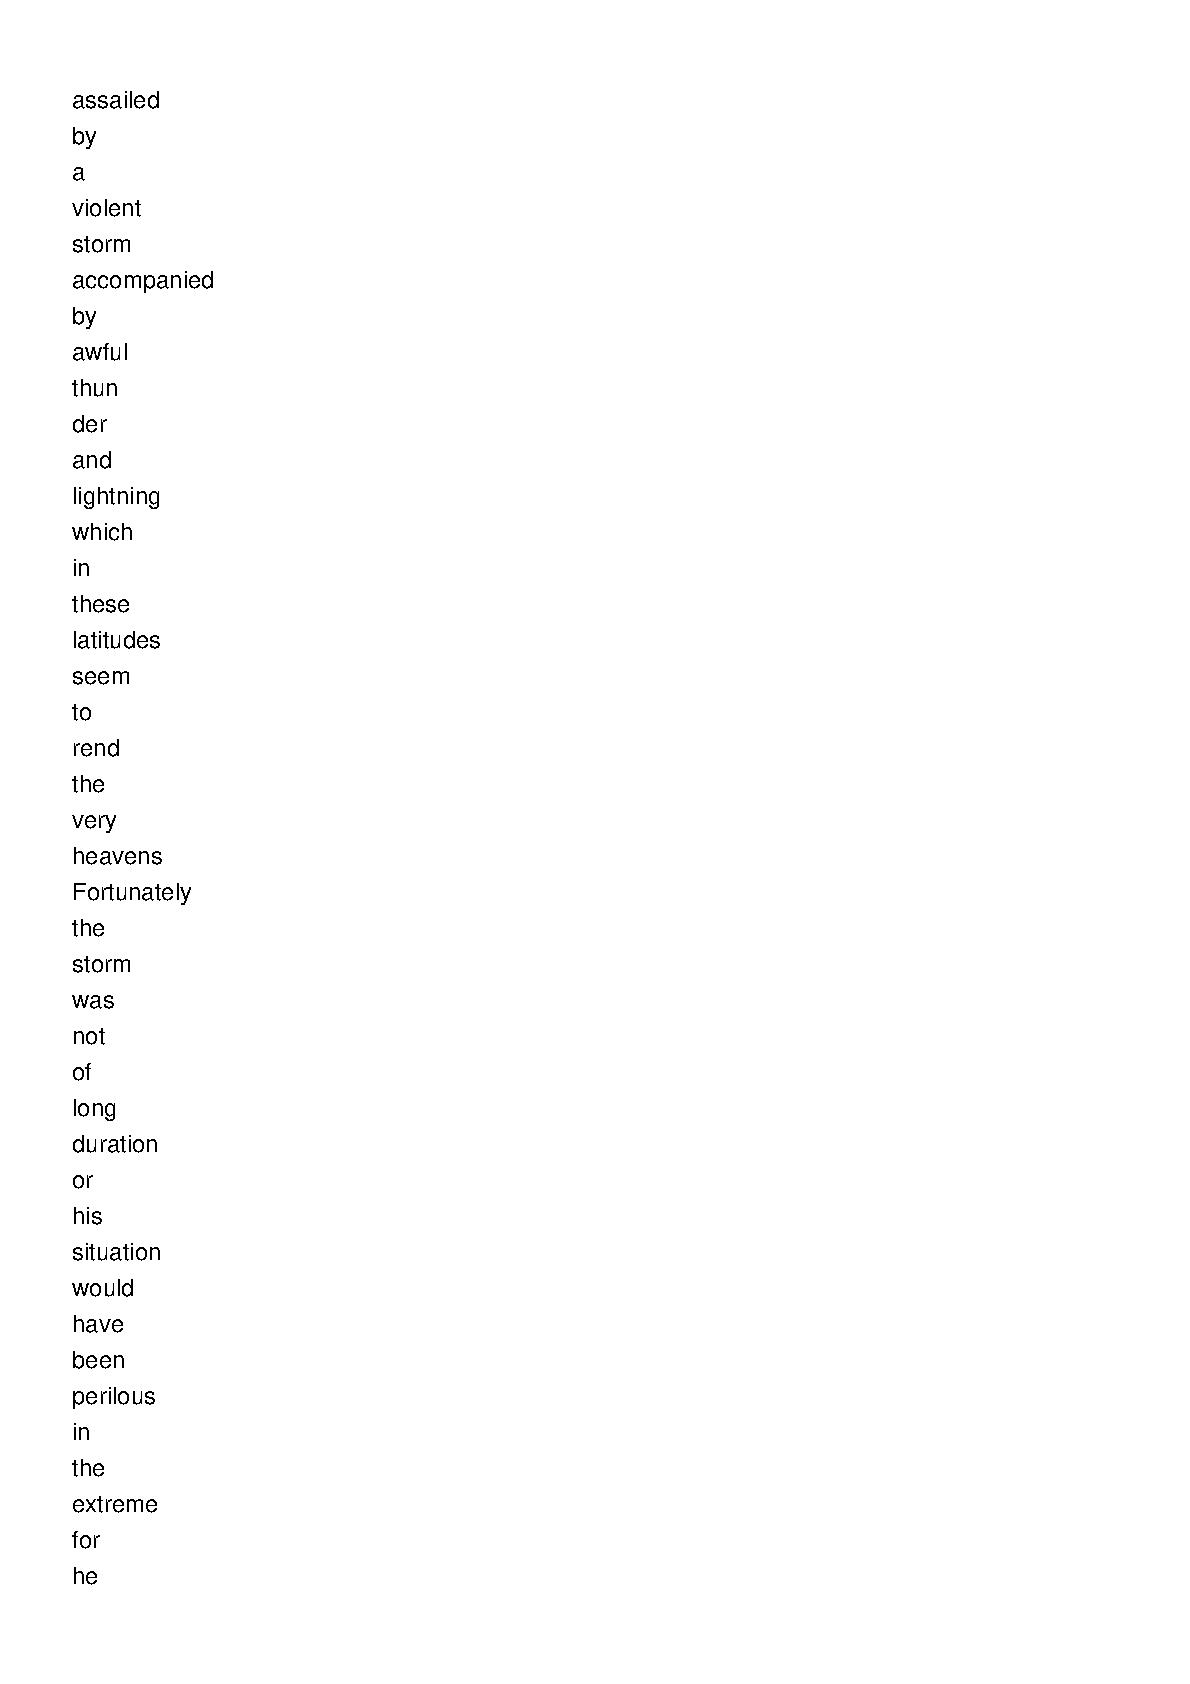 assailed
by
a
violent
storm
accompanied
by
awful
thun
der
and
lightning
which
in
these
latitudes
seem
to
rend
the
very
heavens
Fortunately
the
storm
was
not
of
long
duration
or
his
situation
would
have
been
perilous
in
the
extreme
for
he